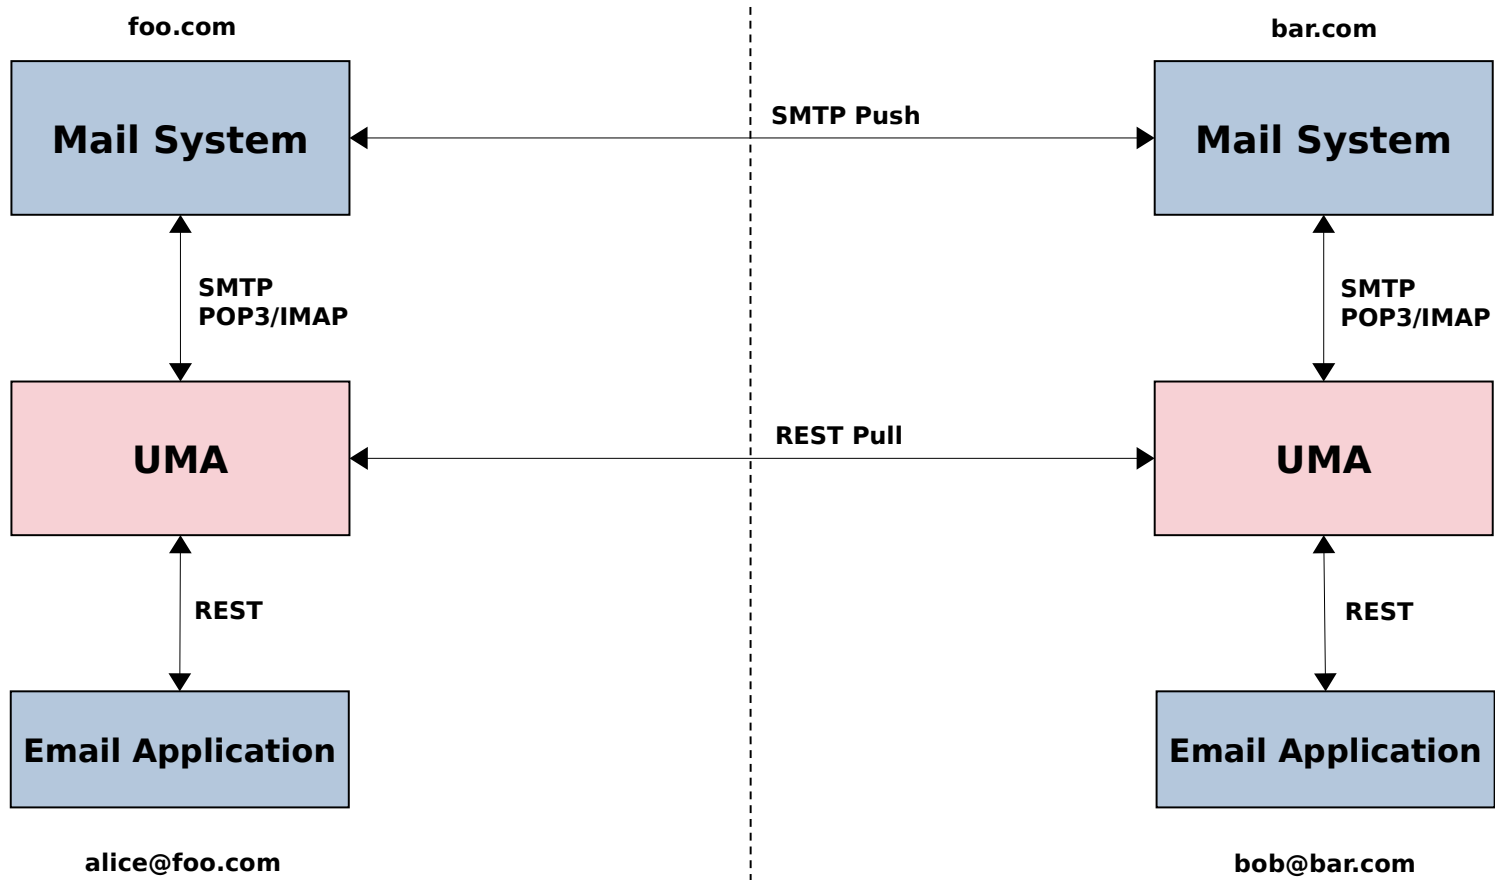 foo.com
bar.com
Mail System
SMTP Push
Mail System
SMTP
POP3/IMAP
SMTP
POP3/IMAP
UMA
REST Pull
UMA
REST
REST
Email Application
Email Application
alice@foo.com
bob@bar.com